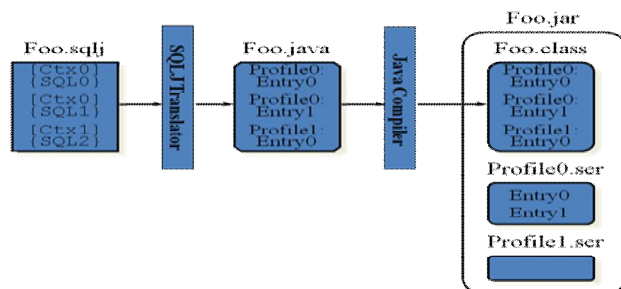 Foo.sqlj
[Ctx0]
{SQL0}
[Ctx0]
{SQL1}
[Ctx1]
{SQL2}
SQLJ Translator
Foo.java
Profile0:
Entry0
Profile0:
Entry1
Profile1:
Entry0
Java Compiler
Foo.jar
Foo.class
Profile0:
Entry0
Profile0:
Entry1
Profile1:
Entry0
Profile0.ser
Entry0
Entry1
Profile1.ser